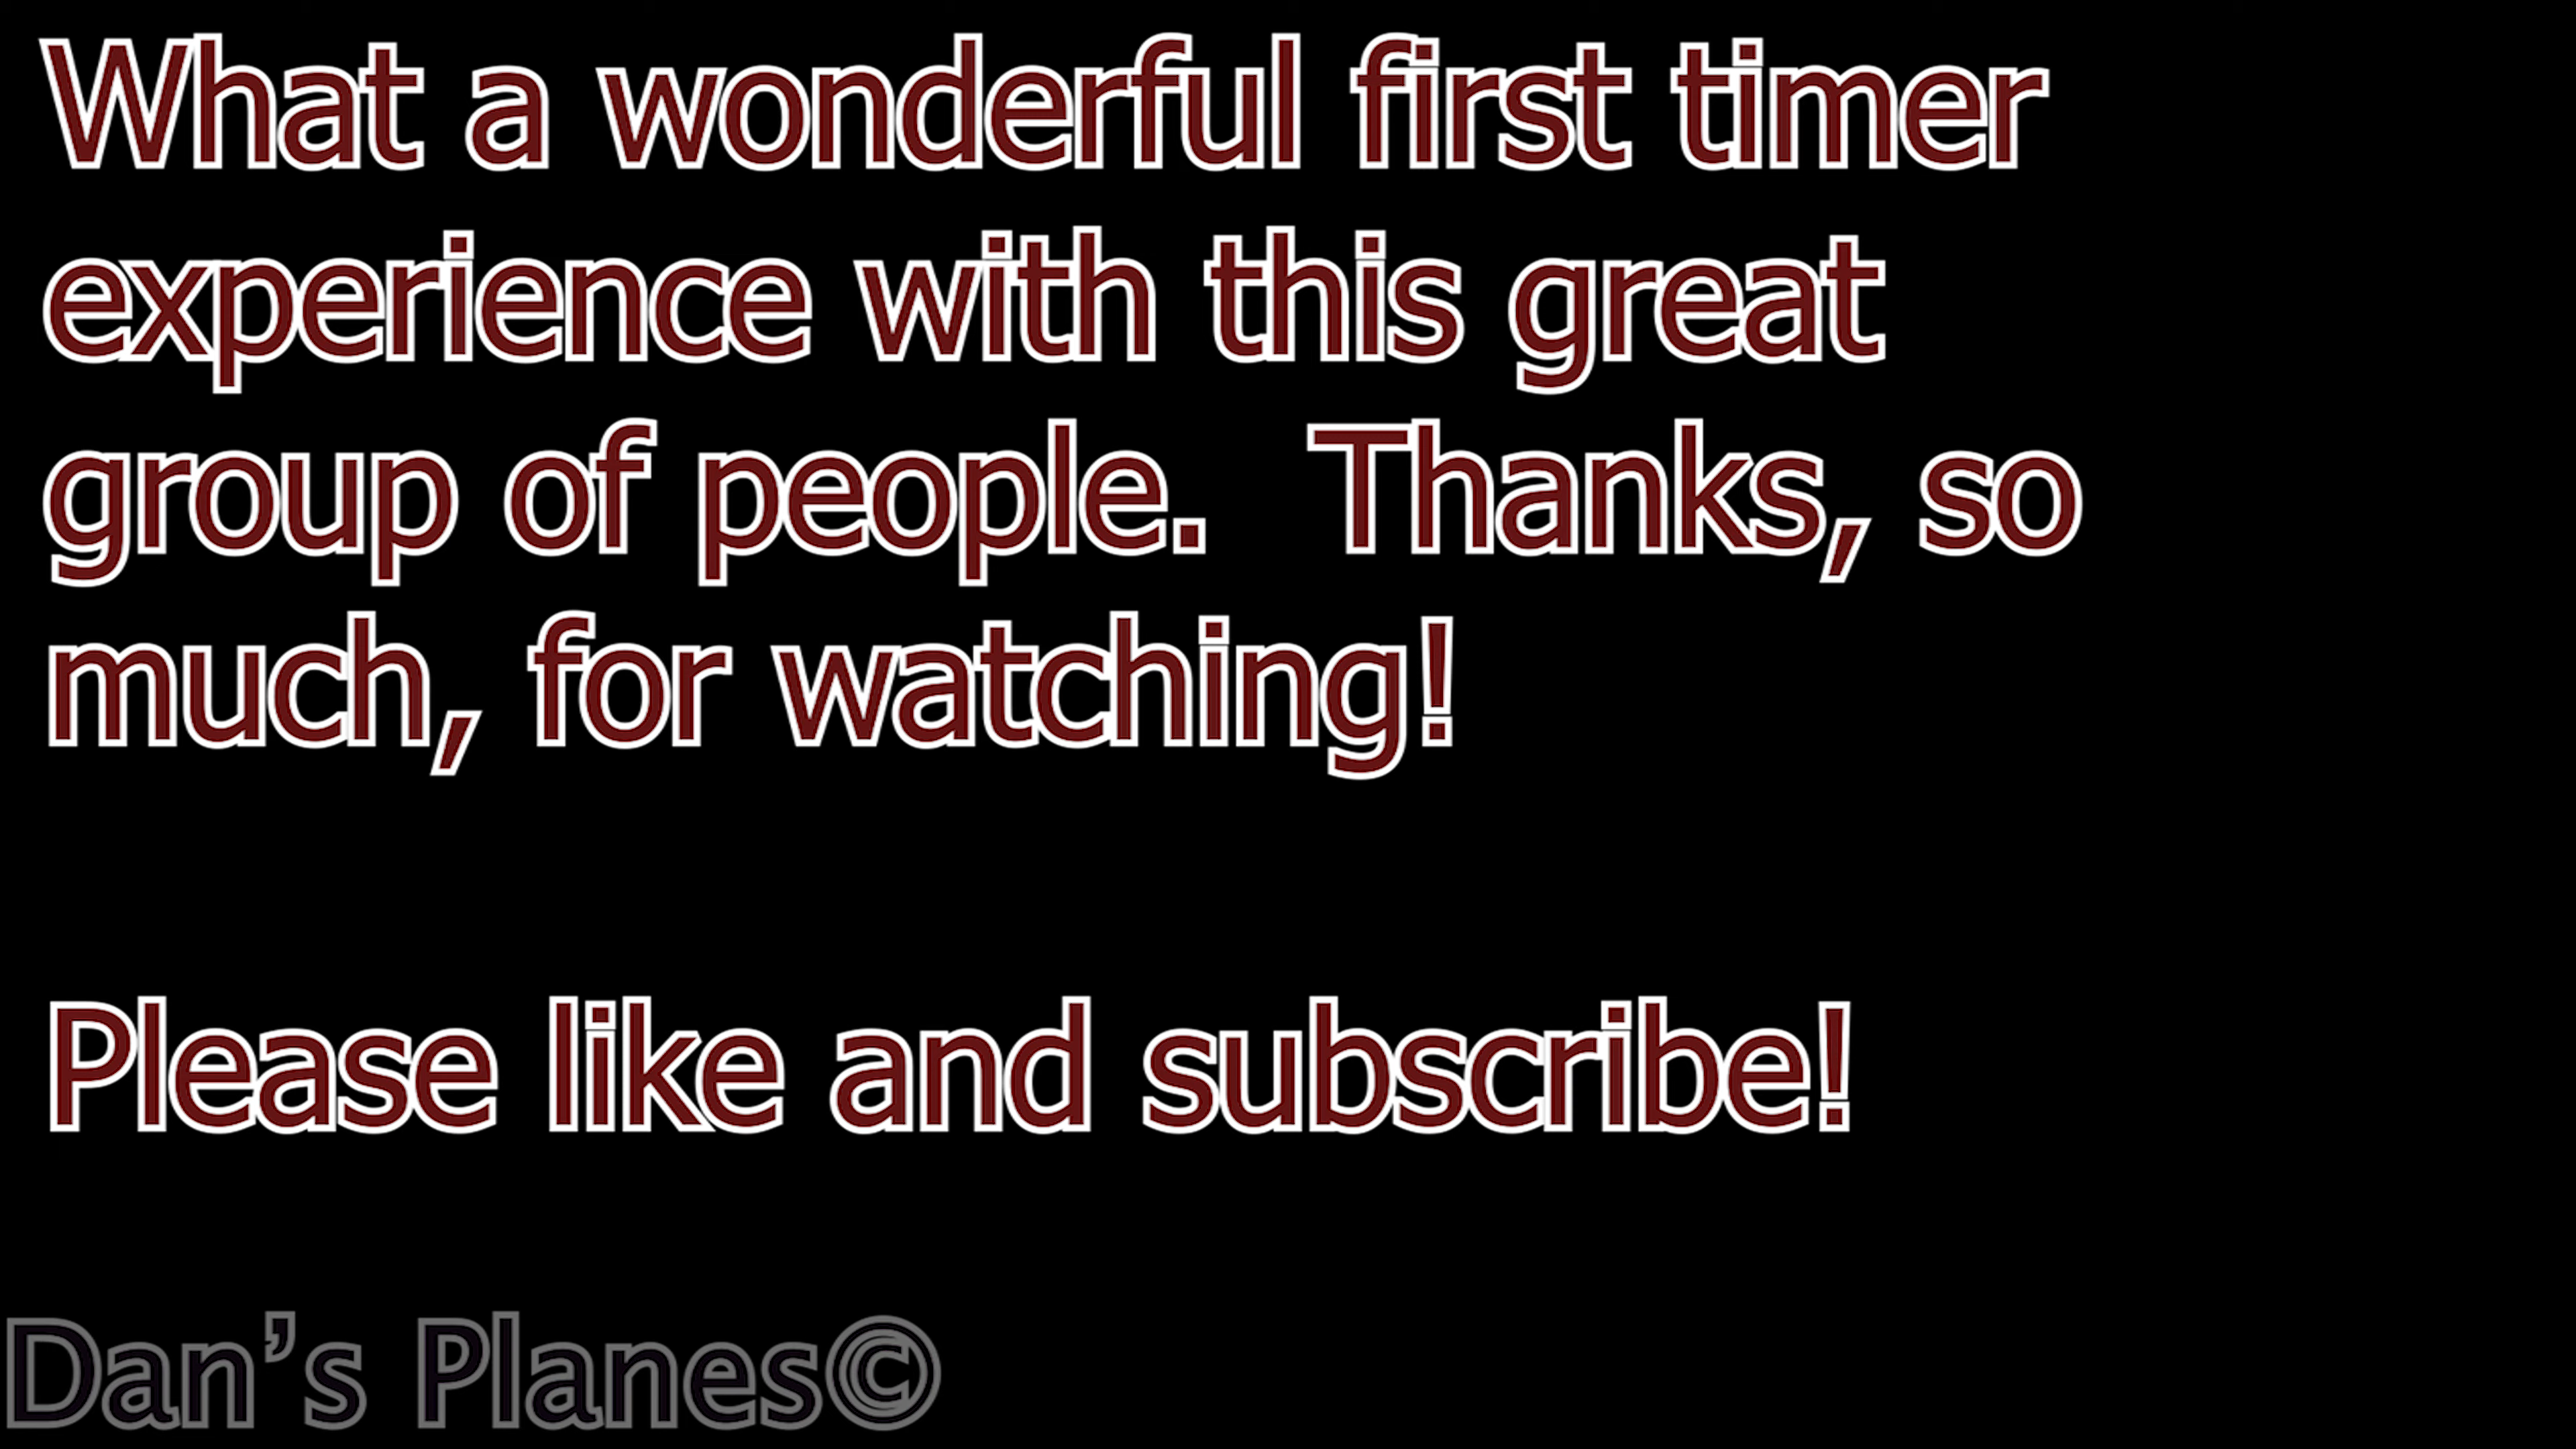 What a wonderful first timer
experience with this great
group of people.  Thanks, so
much, for watching!
Please like and subscribe!
Dan’s Planes©